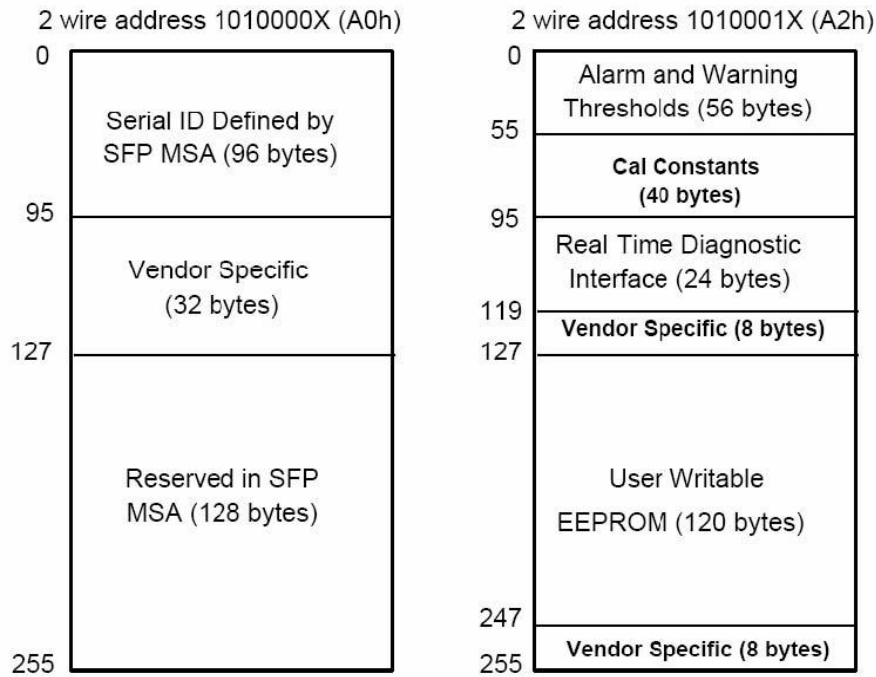 2 wire address 1010000X (A0h)
0
Serial ID Defined by
SFP MSA (96 bytes)
95
Vendor Specific
(32 bytes)
127
Reserved in SFP
MSA (128 bytes)
255
2 wire address 1010001X (A2h)
0
Alarm and Warning
Thresholds (56 bytes)
55
Cal Constants
(40 bytes)
95
Real Time Diagnostic
Interface (24 bytes)
119
Vendor Specific (8 bytes)
127
User Writable
EEPROM (120 bytes)
247
Vendor Specific (8 bytes)
255